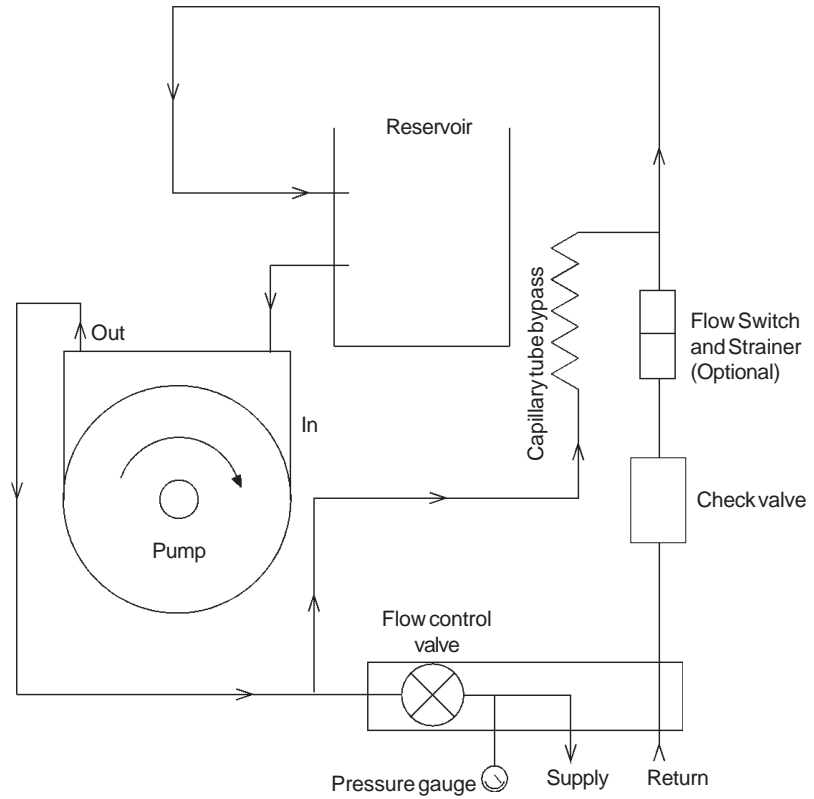 Reservoir
Out
In
Pump
Capillary tube bypass
Flow Switch
and Strainer
(Optional)
Check valve
Flow control
valve
Pressure gauge
Supply
Return